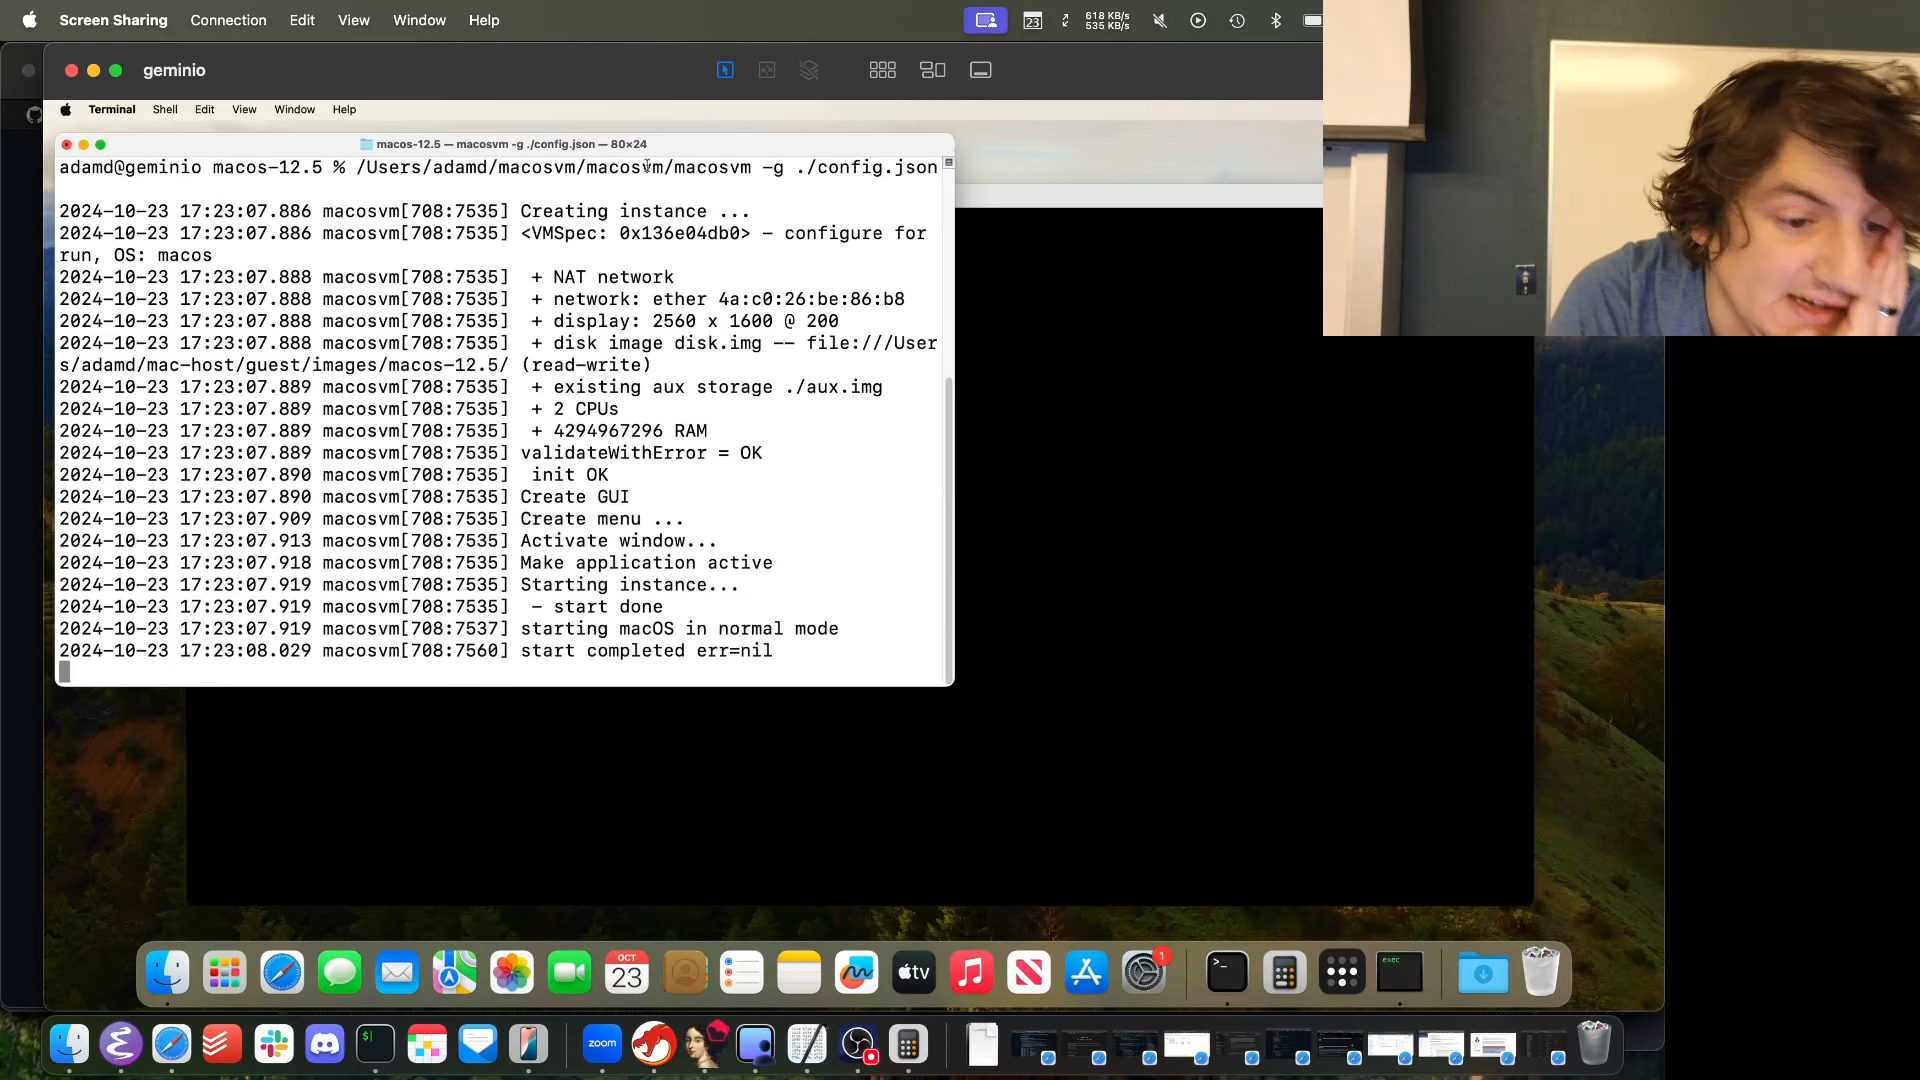 Screen Sharing Connection Edit View Window Help
23
618 KB/s
535 KB/s
geminio
Terminal Shell Edit View Window Help
macos-12.5 — macosvm -g ./config.json — 80×24
adamd@geminio macos-12.5 % /Users/adamd/macosvm/macosvm/macosvm -g ./config.json
2024-10-23 17:23:07.886 macosvm[708:7535] Creating instance ...
2024-10-23 17:23:07.886 macosvm[708:7535] <VMSpec: 0x136e04db0> - configure for
run, OS: macos
2024-10-23 17:23:07.888 macosvm[708:7535]  + NAT network
2024-10-23 17:23:07.888 macosvm[708:7535]  + network: ether 4a:c0:26:be:86:b8
2024-10-23 17:23:07.888 macosvm[708:7535]  + display: 2560 x 1600 @ 200
2024-10-23 17:23:07.888 macosvm[708:7535]  + disk image disk.img -- file:///User
s/adamd/mac-host/guest/images/macos-12.5/ (read-write)
2024-10-23 17:23:07.889 macosvm[708:7535]  + existing aux storage ./aux.img
2024-10-23 17:23:07.889 macosvm[708:7535]  + 2 CPUs
2024-10-23 17:23:07.889 macosvm[708:7535]  + 4294967296 RAM
2024-10-23 17:23:07.889 macosvm[708:7535] validateWithError = OK
2024-10-23 17:23:07.890 macosvm[708:7535]  init OK
2024-10-23 17:23:07.890 macosvm[708:7535] Create GUI
2024-10-23 17:23:07.909 macosvm[708:7535] Create menu ...
2024-10-23 17:23:07.913 macosvm[708:7535] Activate window...
2024-10-23 17:23:07.918 macosvm[708:7535] Make application active
2024-10-23 17:23:07.919 macosvm[708:7535] Starting instance...
2024-10-23 17:23:07.919 macosvm[708:7535]  - start done
2024-10-23 17:23:07.919 macosvm[708:7537] starting macOS in normal mode
2024-10-23 17:23:08.029 macosvm[708:7560] start completed err=nil
OCT
23
tv
1
>_
exec
$
zoom